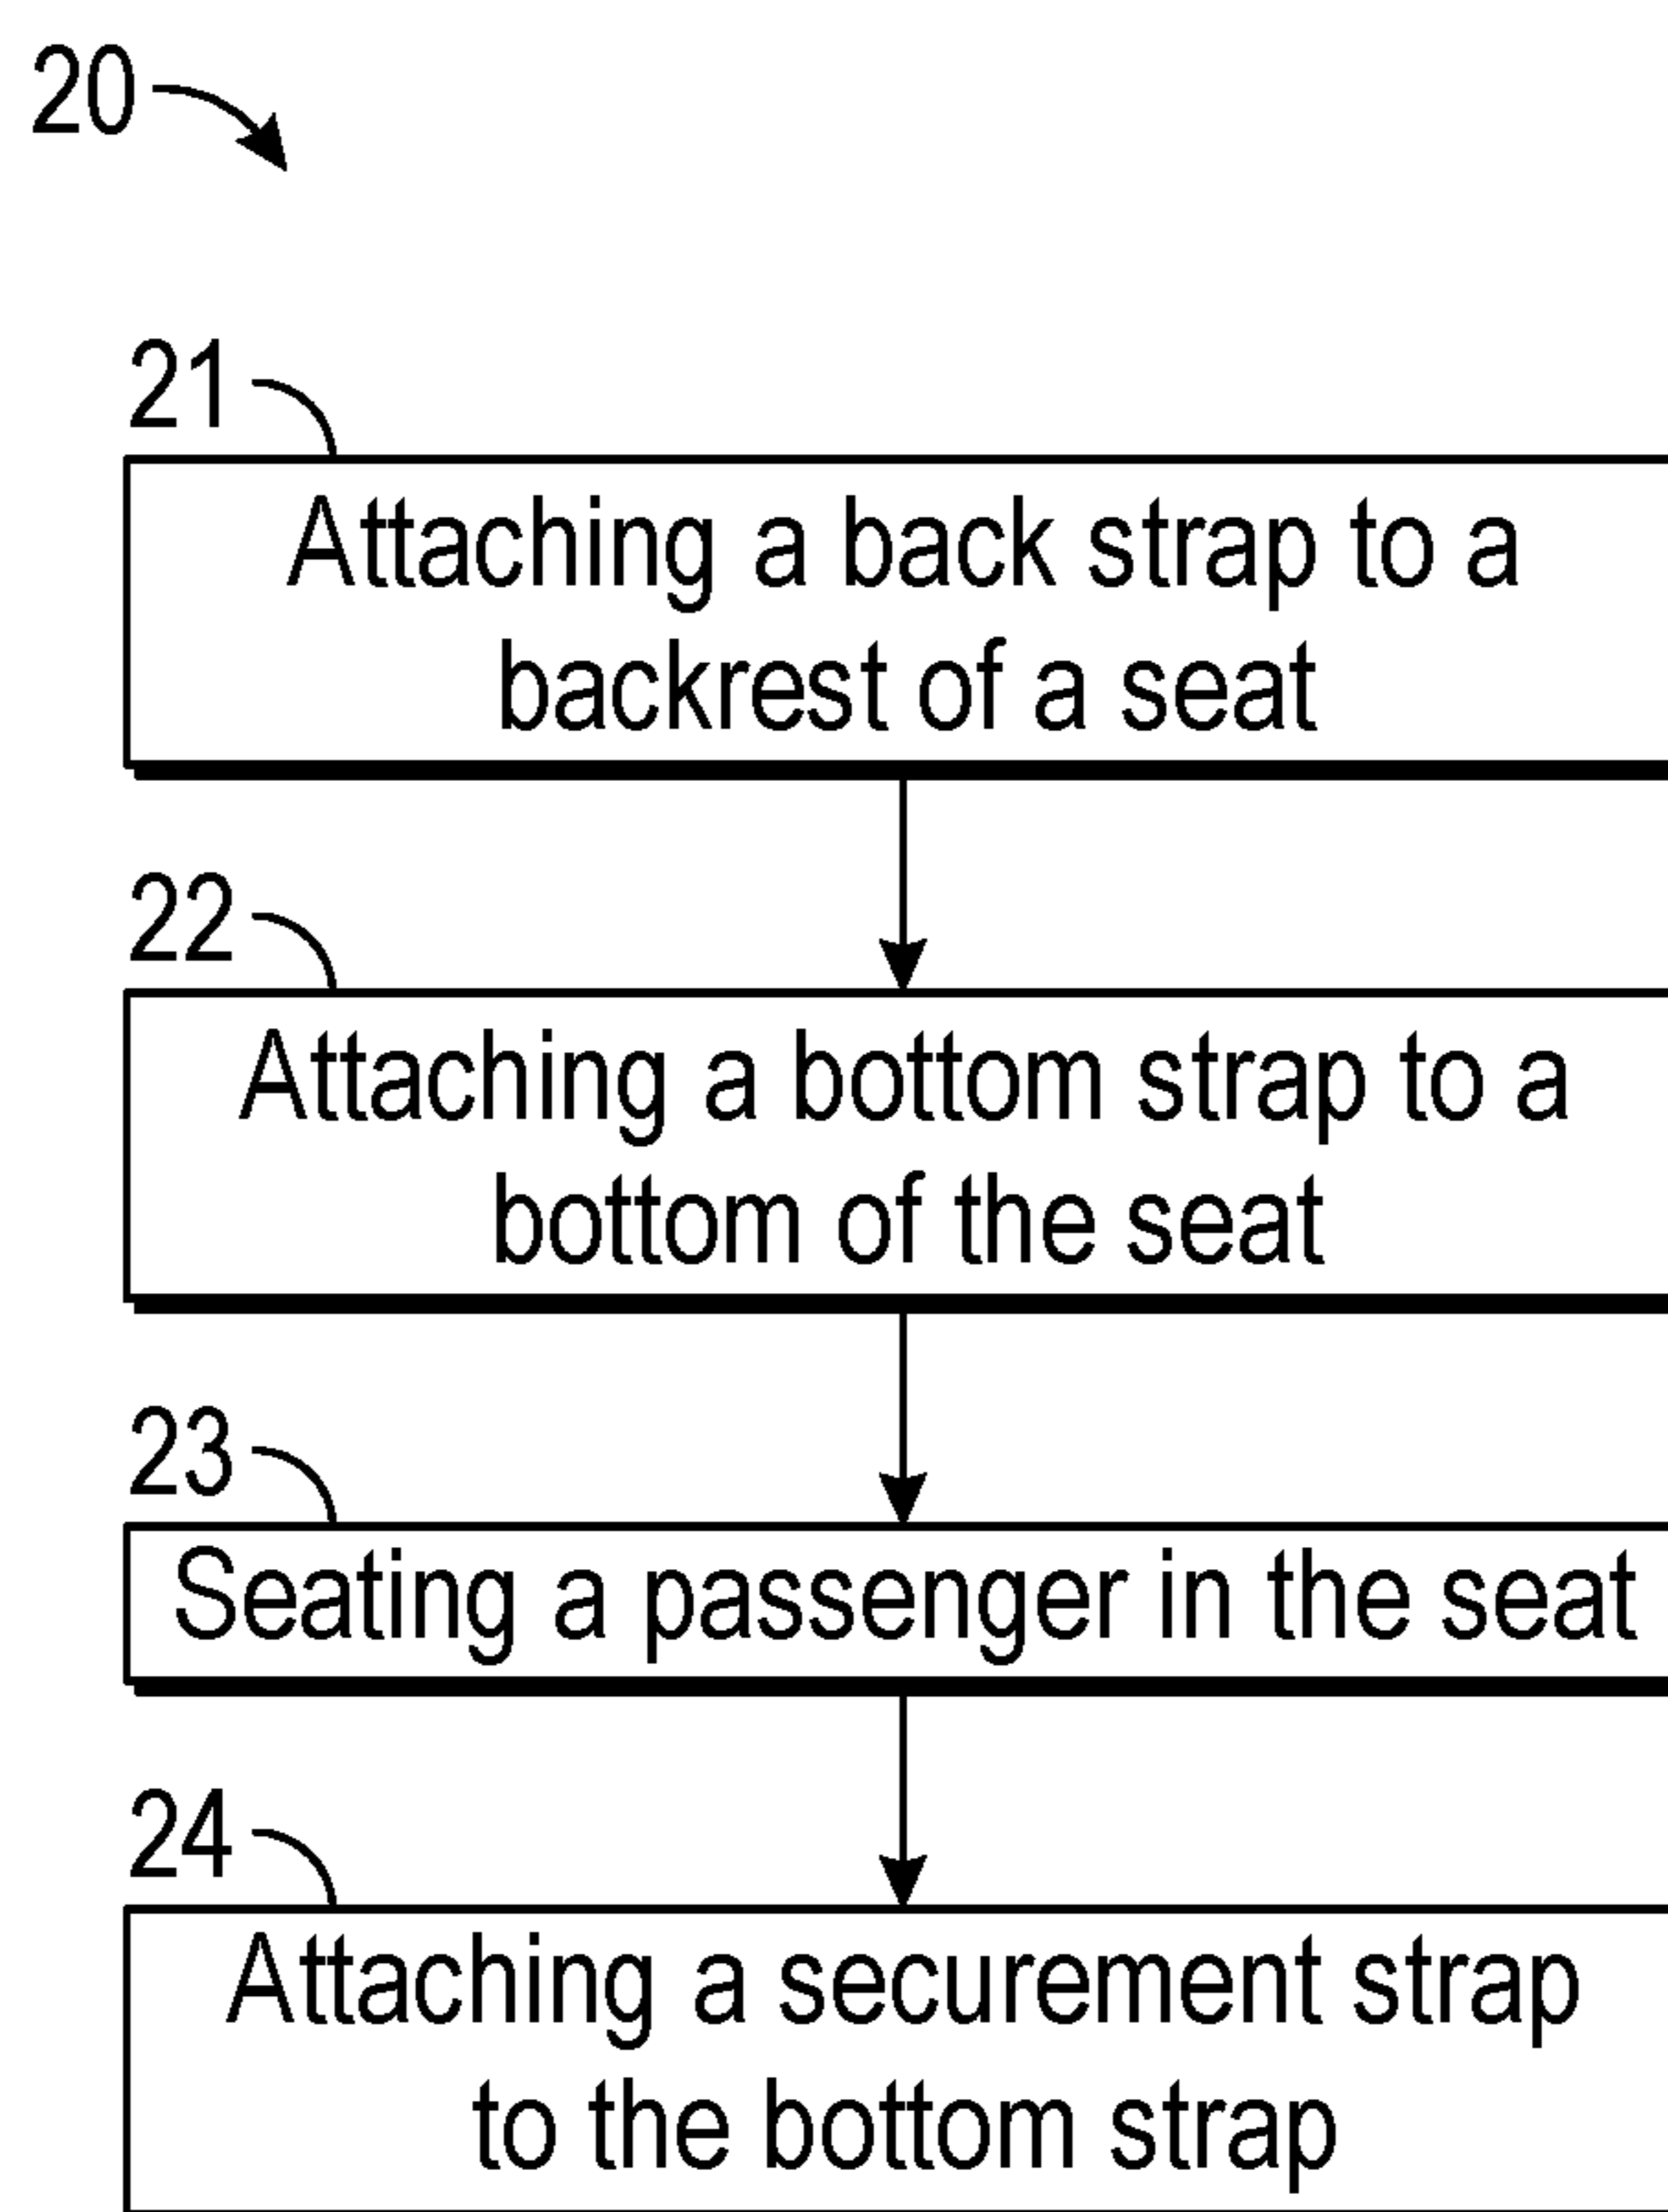 20
21
Attaching a back strap to a
backrest of a seat
22
Attaching a bottom strap to a
bottom of the seat
23
Seating a passenger in the seat
24
Attaching a securement strap
to the bottom strap